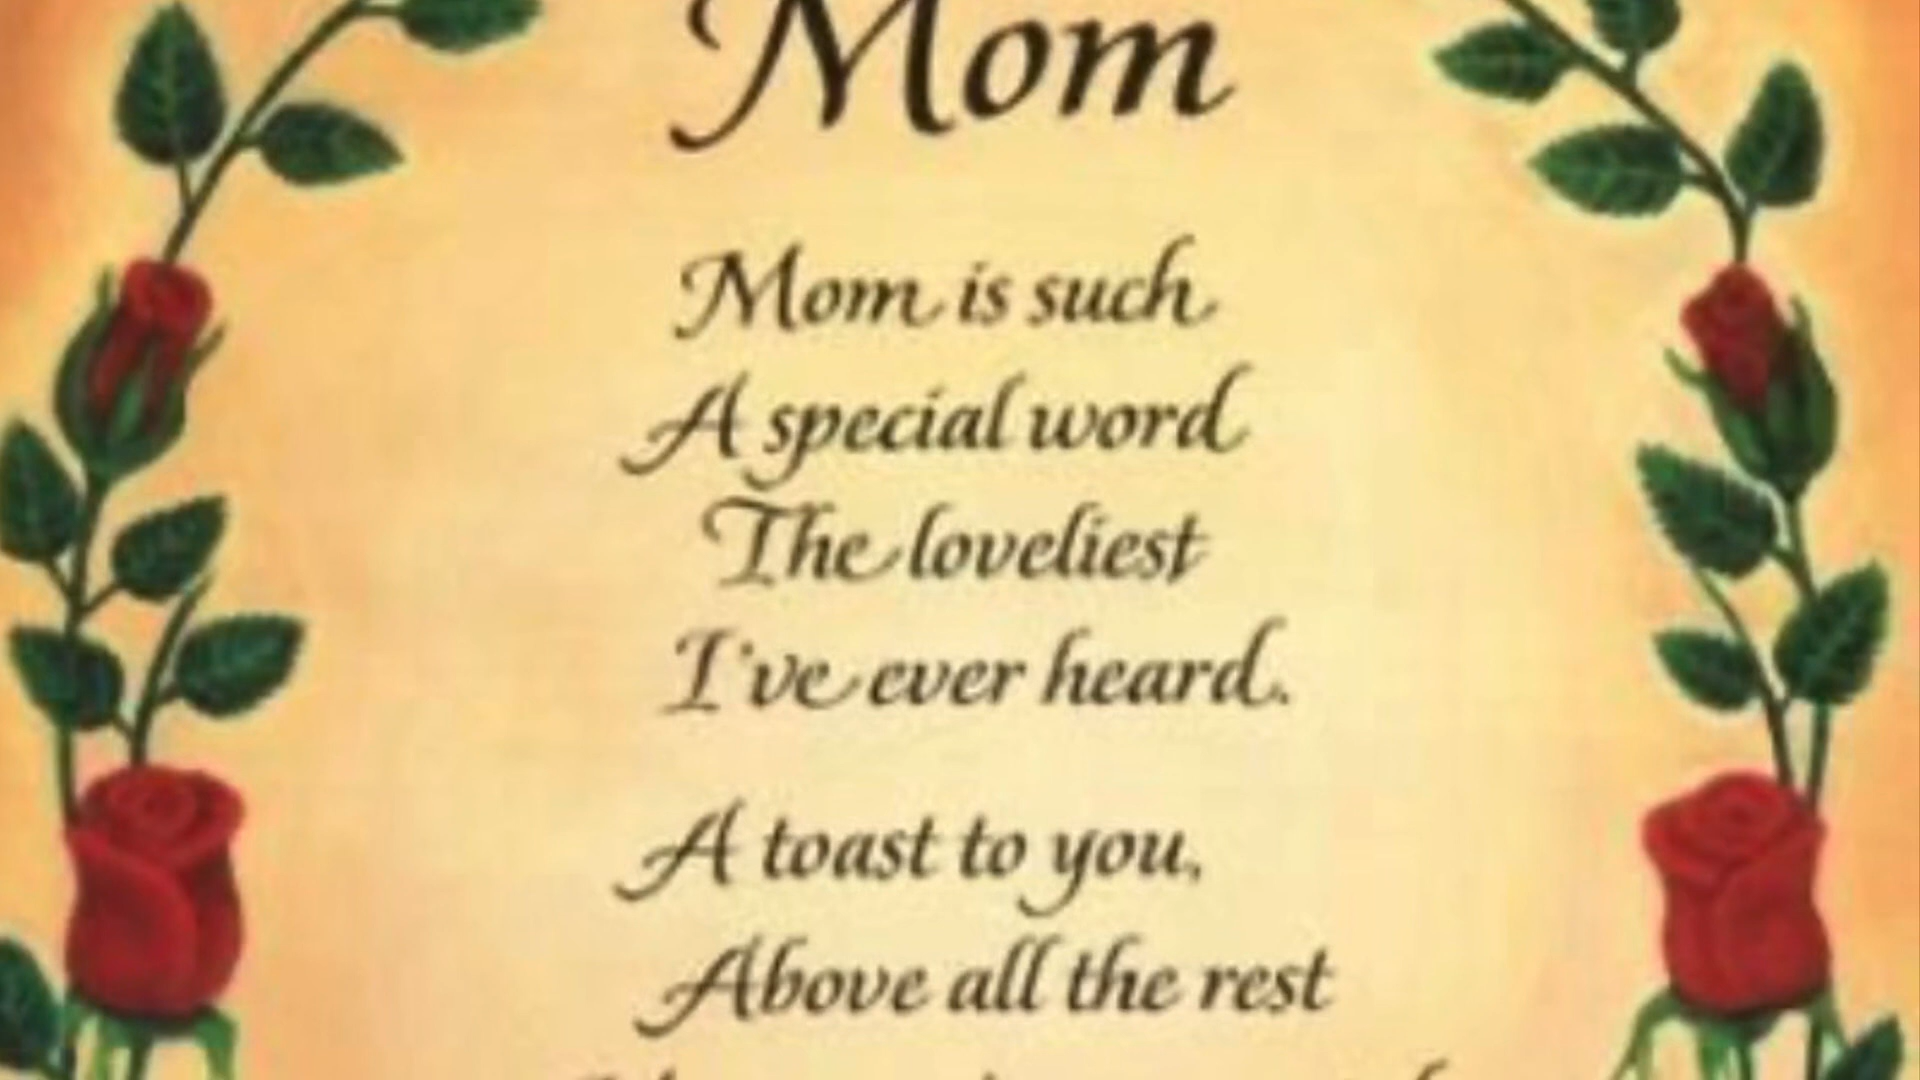 Mom
Mom is such
A special word
The loveliest
I've ever heard.
A toast to you,
Above all the rest